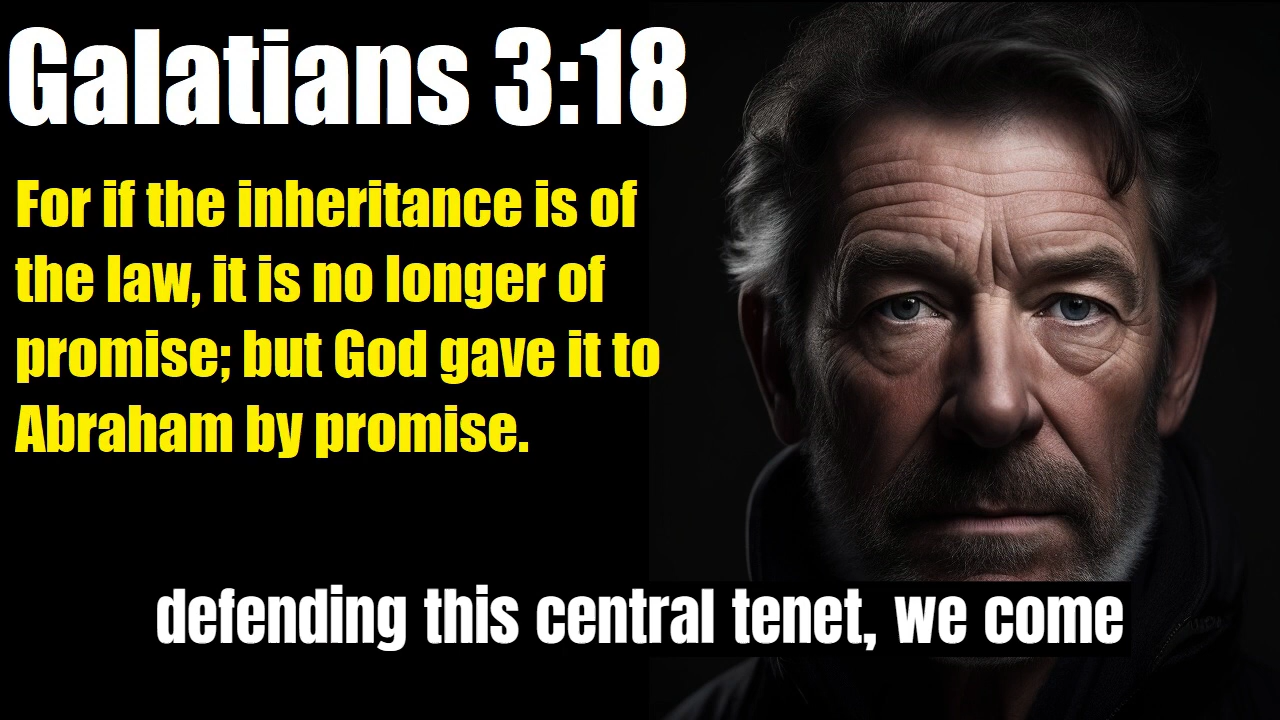 Galatians 3:18
For if the inheritance is of
the law, it is no longer of
promise; but God gave it to
Abraham by promise.
defending this central tenet, we come